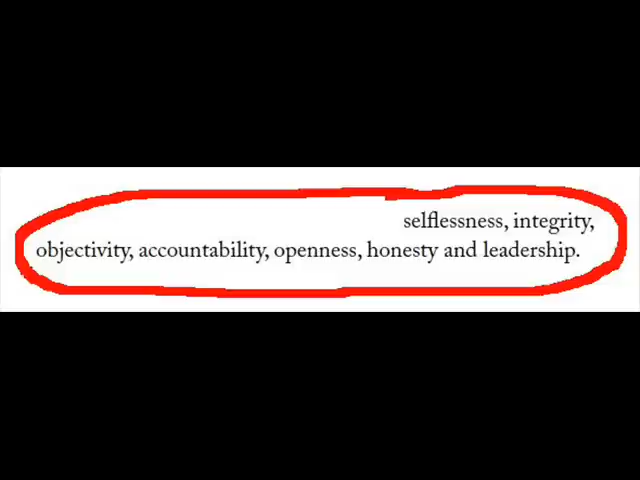 selflessness, integrity,
objectivity, accountability, openness, honesty and leadership.